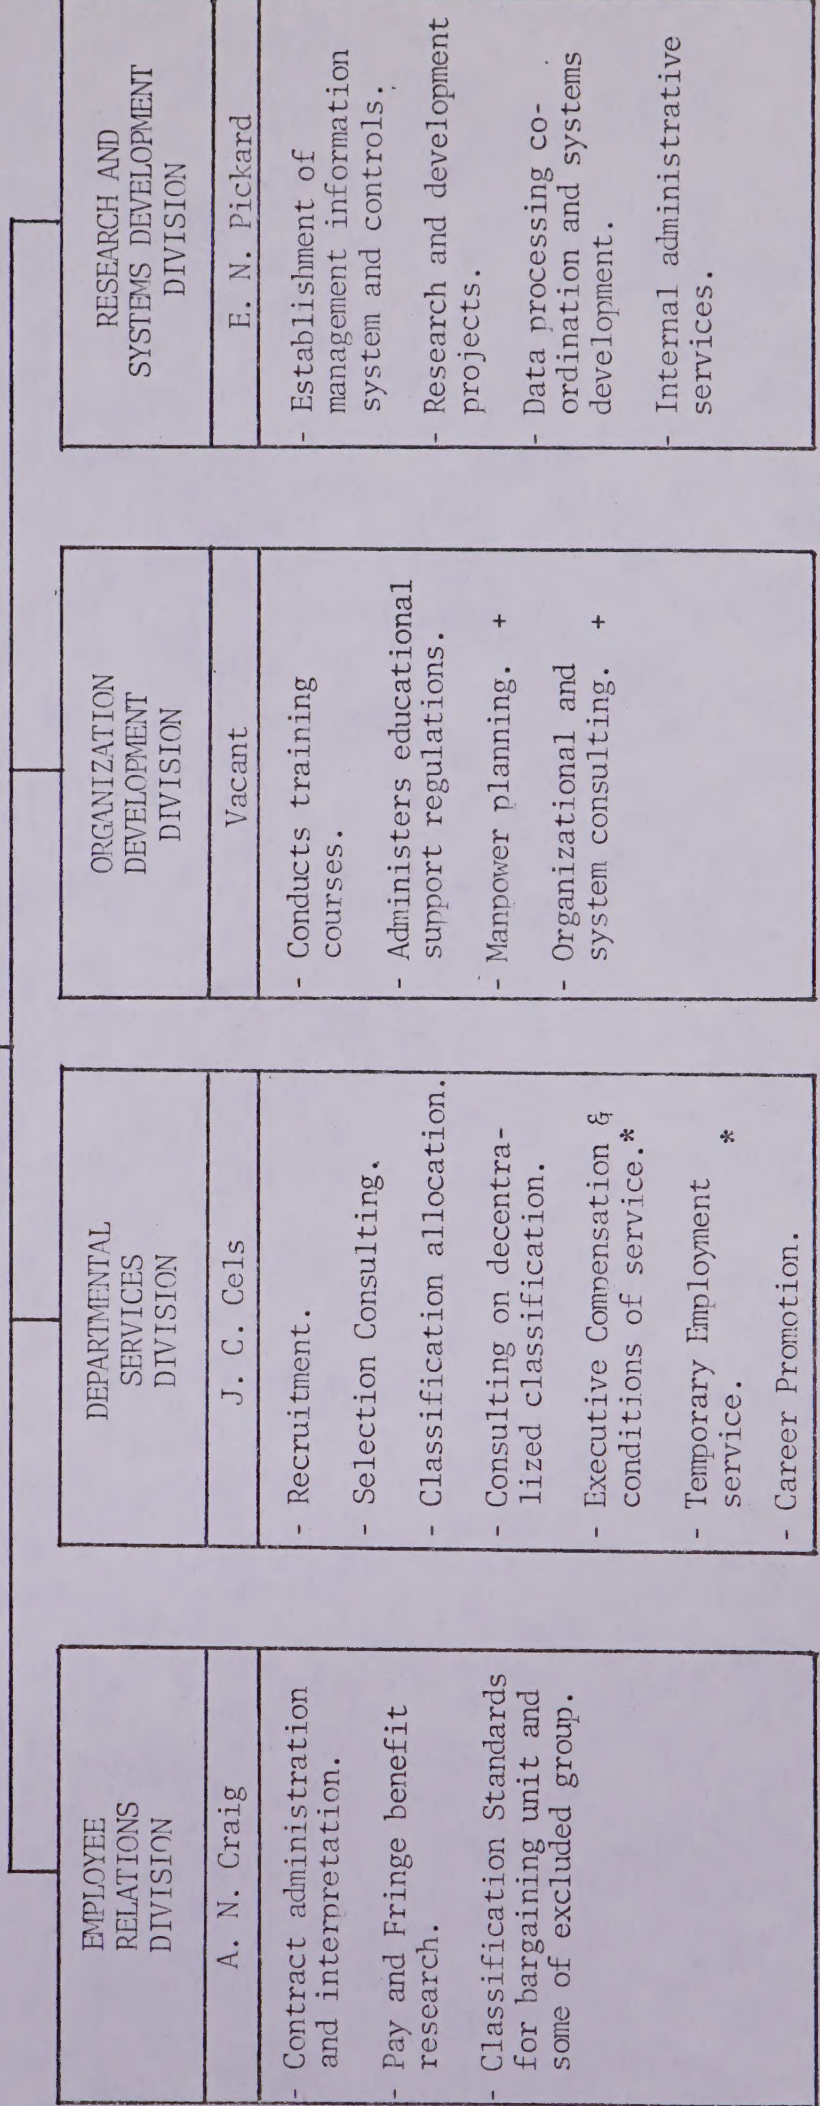 EMPLOYEE
RELATIONS
DIVISION
A. N. Craig
- Contract administration
and interpretation.
- Pay and Fringe benefit
research.
- Classification Standards
for bargaining unit and
some of excluded group.
DEPARTMENTAL
SERVICES
DIVISION
J. C. Cels
- Recruitment.
- Selection Consulting.
- Classification allocation.
- Consulting on decentra-
lized classification.
- Executive Compensation &
conditions of service.*
- Temporary Employment
service. *
- Career Promotion.
ORGANIZATION
DEVELOPMENT
DIVISION
Vacant
- Conducts training
courses.
- Administers educational
support regulations.
- Manpower planning. +
- Organizational and
system consulting. +
RESEARCH AND
SYSTEMS DEVELOPMENT
DIVISION
E. N. Pickard
- Establishment of
management information
system and controls.
- Research and development
projects.
- Data processing co-
ordination and systems
development.
- Internal administrative
services.